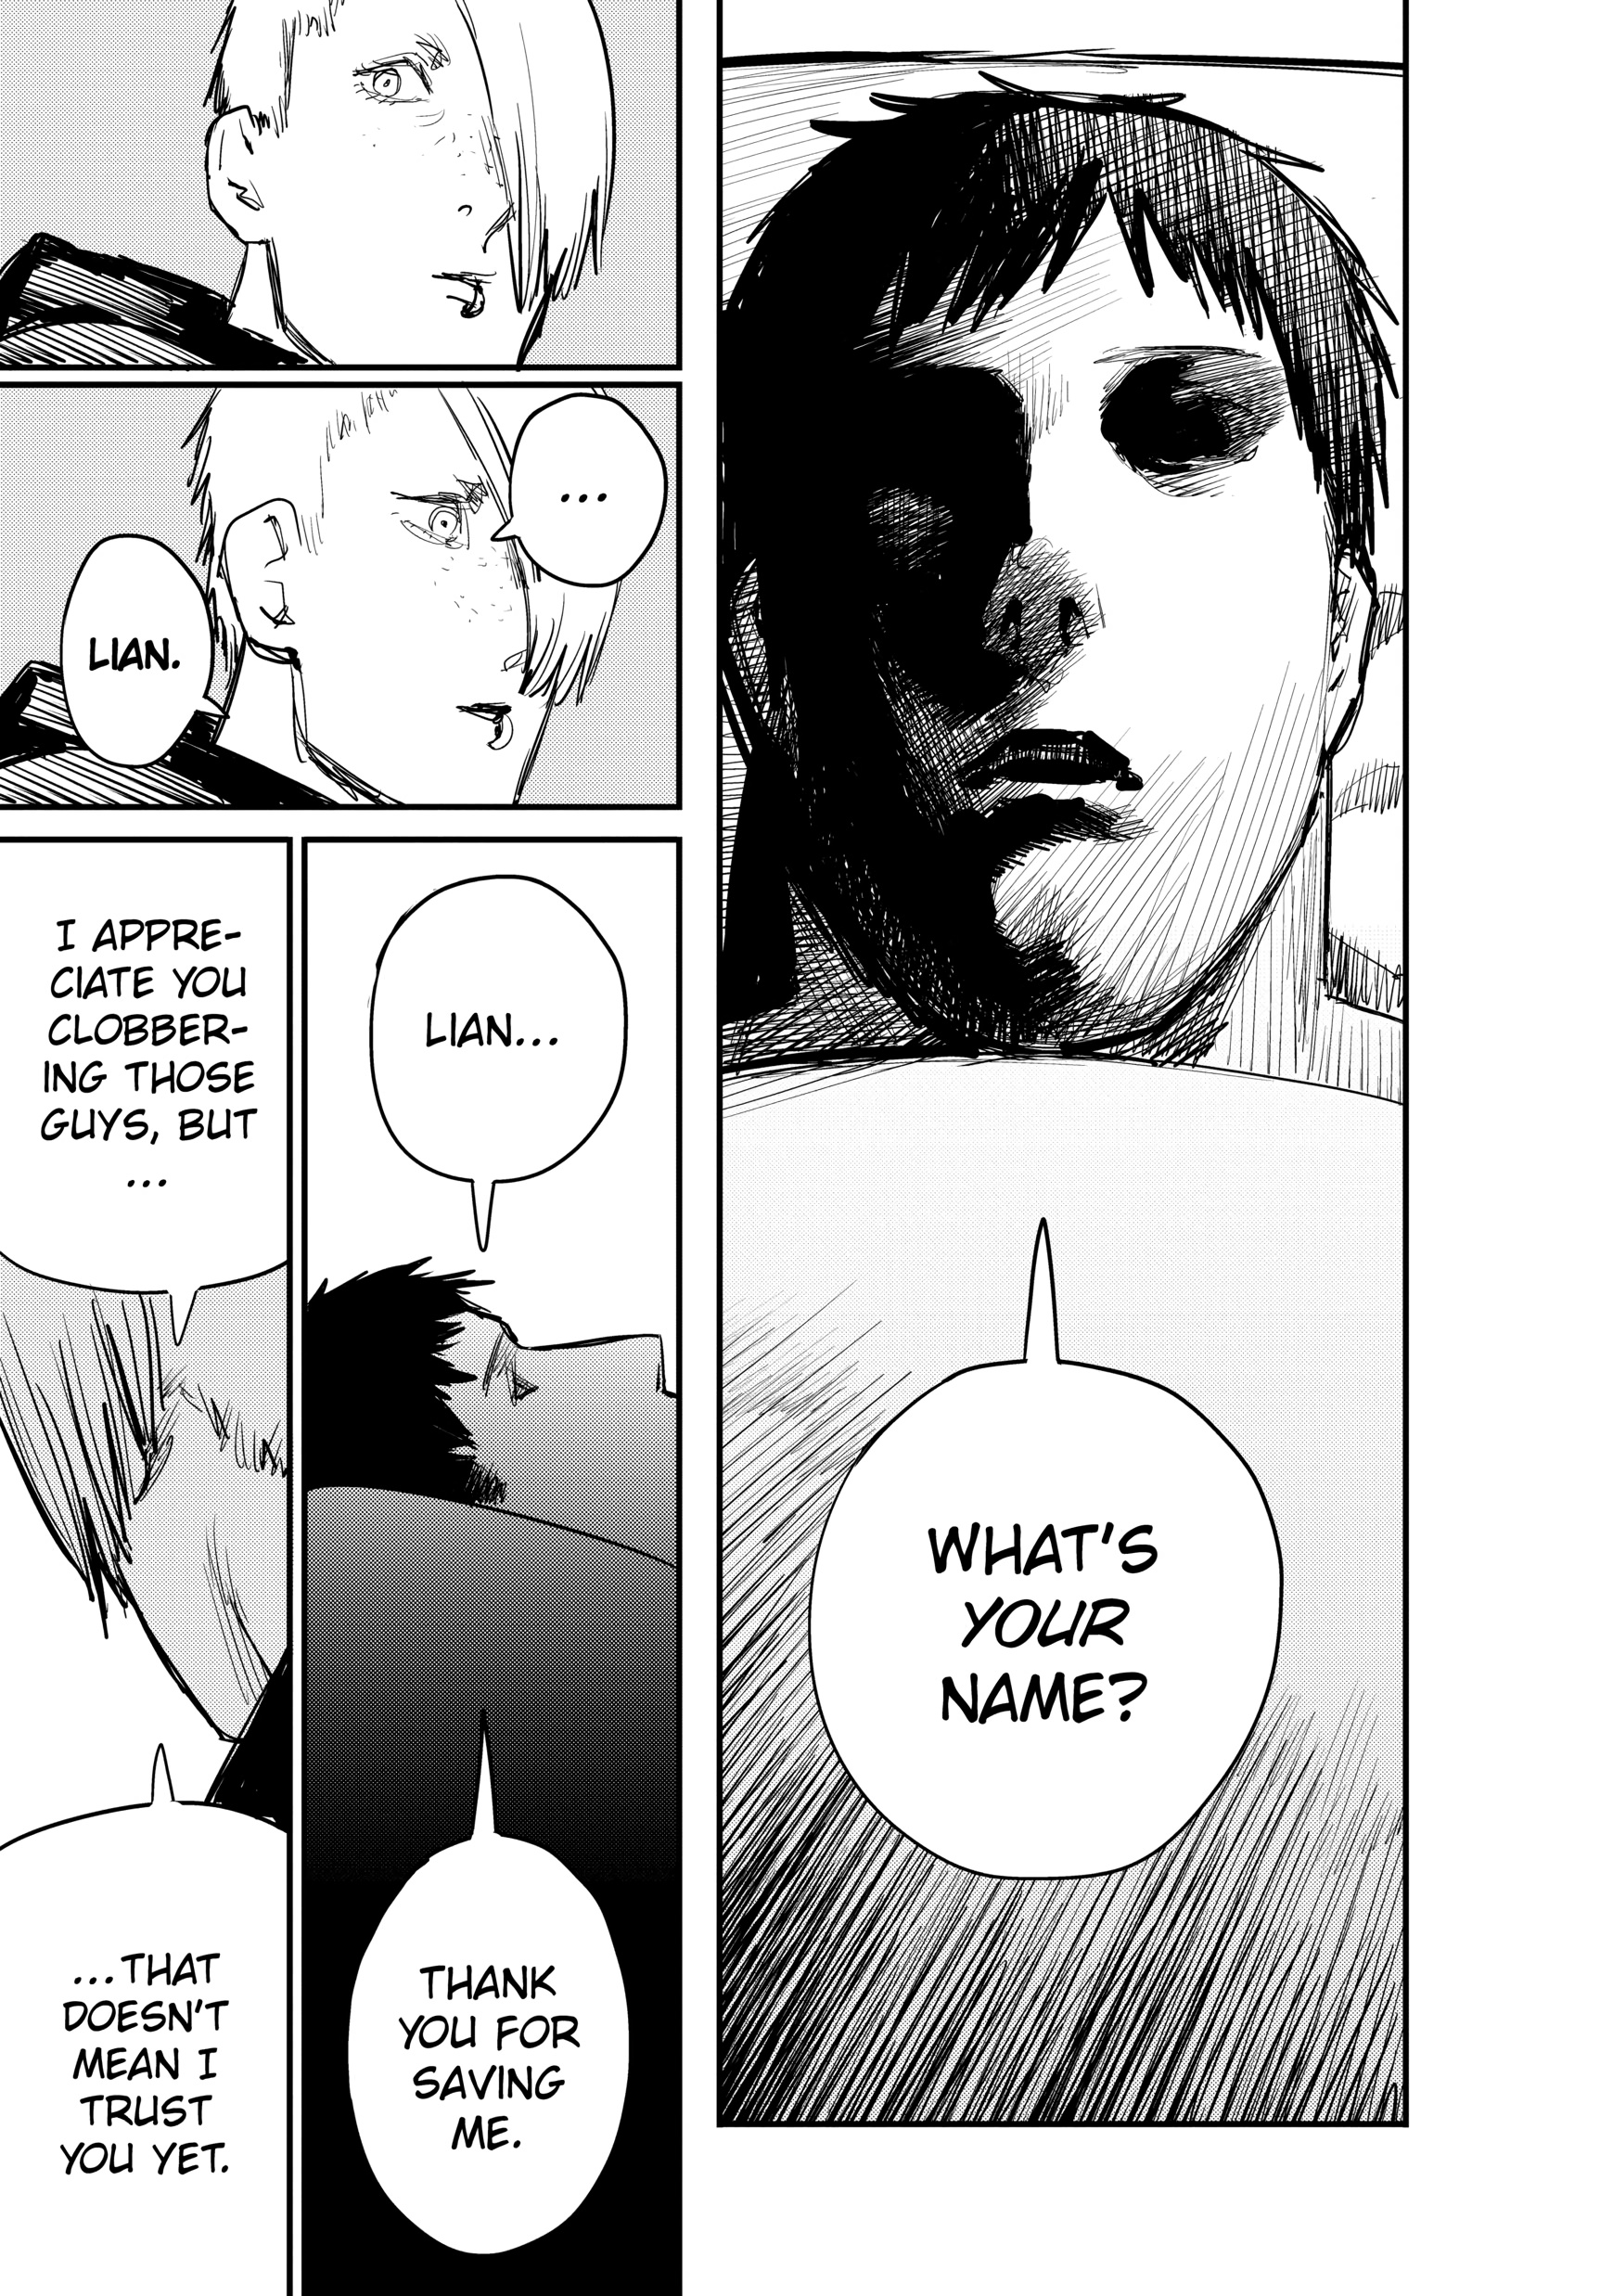 WHAT'S
YOUR
NAME?
...
LIAN.
LIAN...
THANK
YOU FOR
SAVING
ME.
I APPRE-
CIATE YOU
CLOBBER-
ING THOSE
GUYS, BUT
...
...THAT
DOESN'T
MEAN I
TRUST
YOU YET.